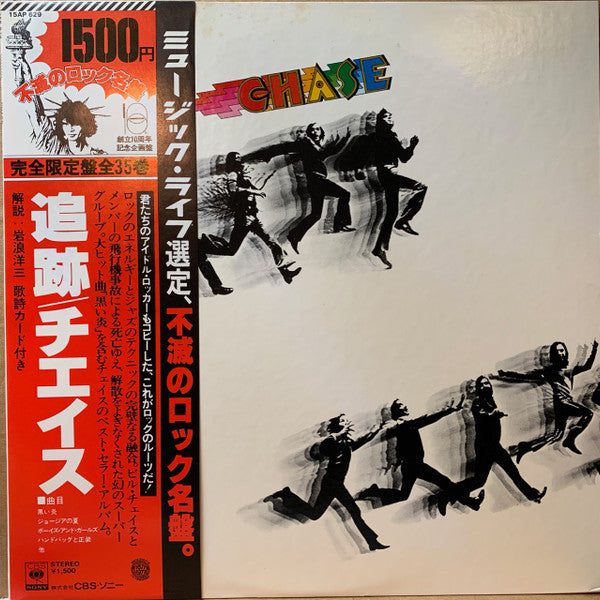 15AP 629
1500円
不滅のロック名盤
創立10周年
記念企画盤
完全限定盤全35巻
ミュージック・ライフ選定、不滅のロック名盤。
君たちのアイドル・ロッカーもコピーした、これがロックのルーツだ!
ロックのエネルギーとジャズのテクニックの完璧なる融合。ビル・チェイスと
メンバーの飛行機事故による死亡ゆえ、解散をよぎなくされた幻のスーパー
グループ。大ヒット曲、「黒い炎」を含むチェイスのベスト・セラー・アルバム。
追跡/チェイス
解説:岩浪洋三 歌詩カード付き
■曲目
黒い炎
ジョージアの夏
ボーイズ・アンド・ガールズ
ハンドバッグと正装
他
CBS
SONY
STEREO
¥1,500
株式会社CBS・ソニー
CHASE